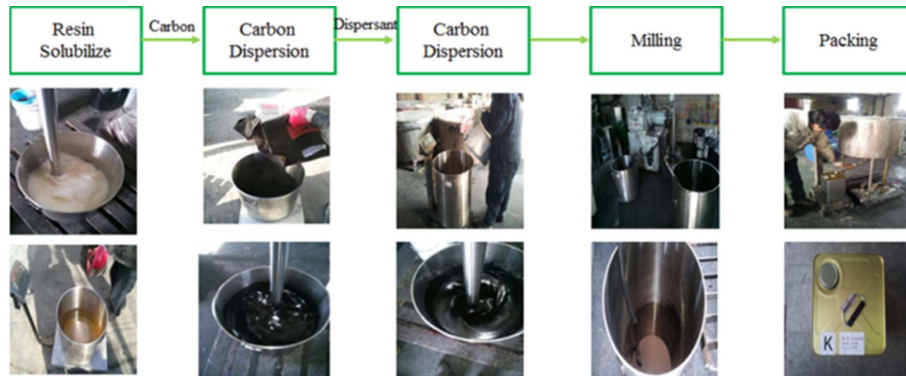 Resin
Solubilize
Carbon
Carbon
Dispersion
Dispersant
Carbon
Dispersion
Milling
Packing
K